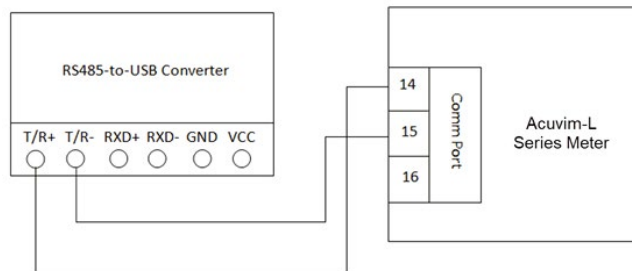 RS485-to-USB Converter
T/R+ T/R- RXD+ RXD- GND VCC
14
15
16
Comm Port
Acuvim-L
Series Meter